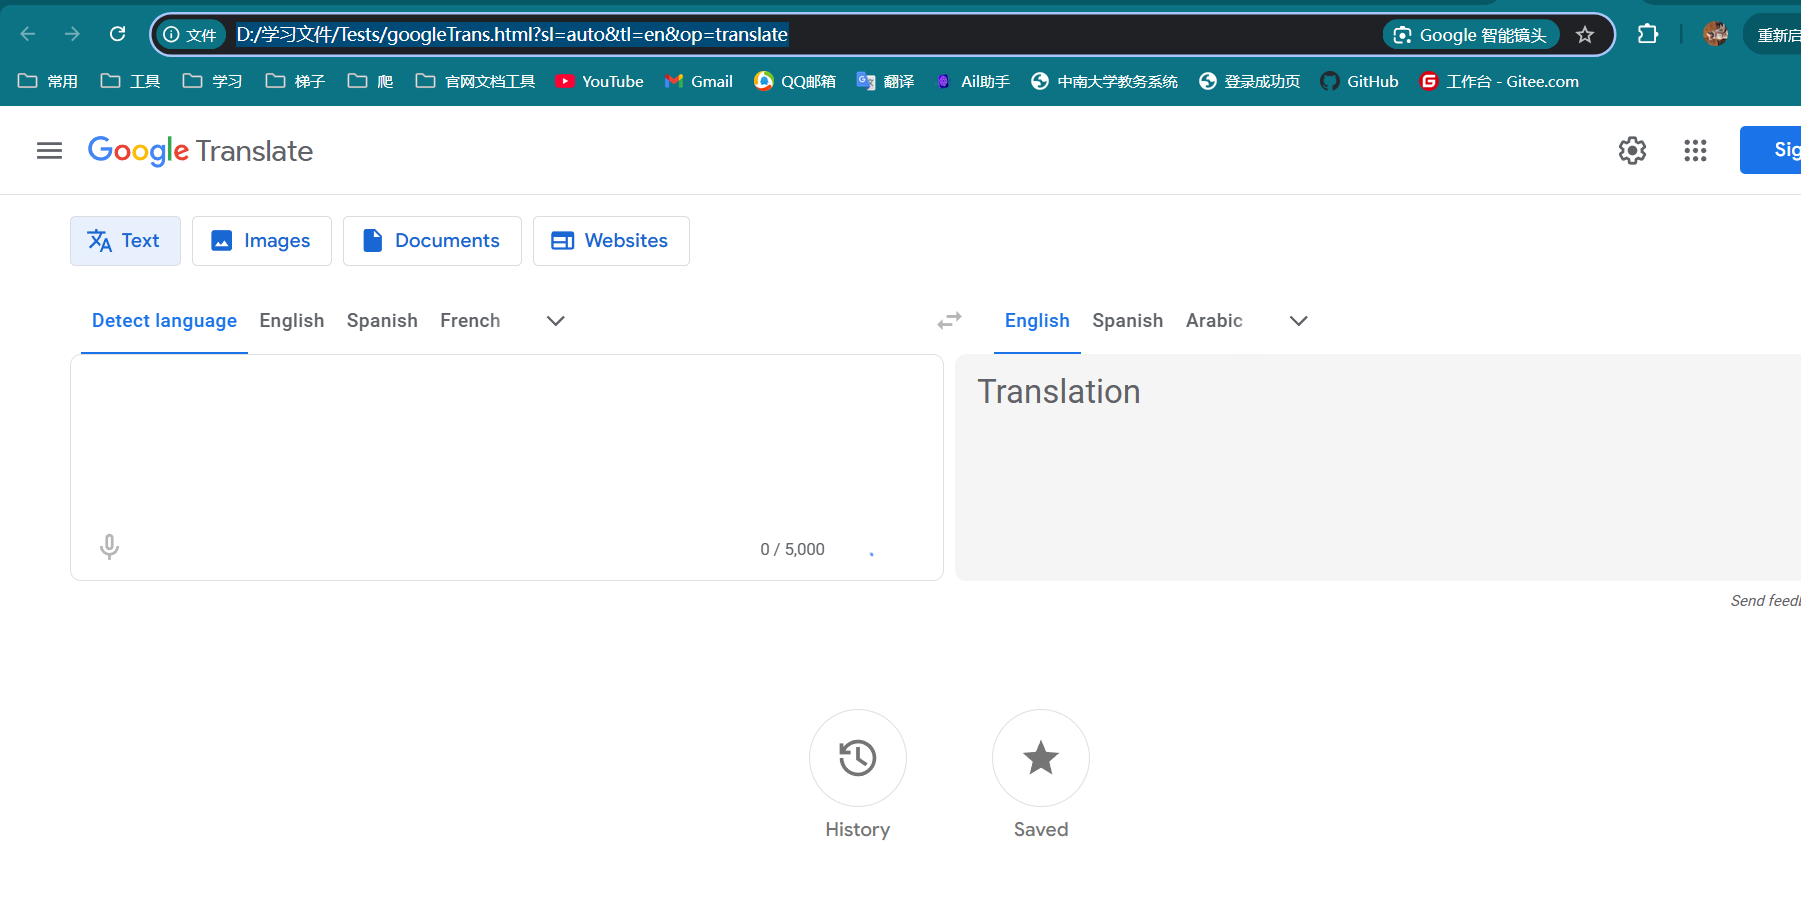 文件 D:/学习文件/Tests/googleTrans.html?sl=auto&tl=en&op=translate Google 智能镜头 重新启
常用 工具 学习 梯子 爬 官网文档工具 YouTube Gmail QQ邮箱 翻译 AiI助手 中南大学教务系统 登录成功页 GitHub 工作台 - Gitee.com
Google Translate Sig
Text Images Documents Websites
Detect language English Spanish French English Spanish Arabic
Translation
0 / 5,000
Send feedb
History Saved